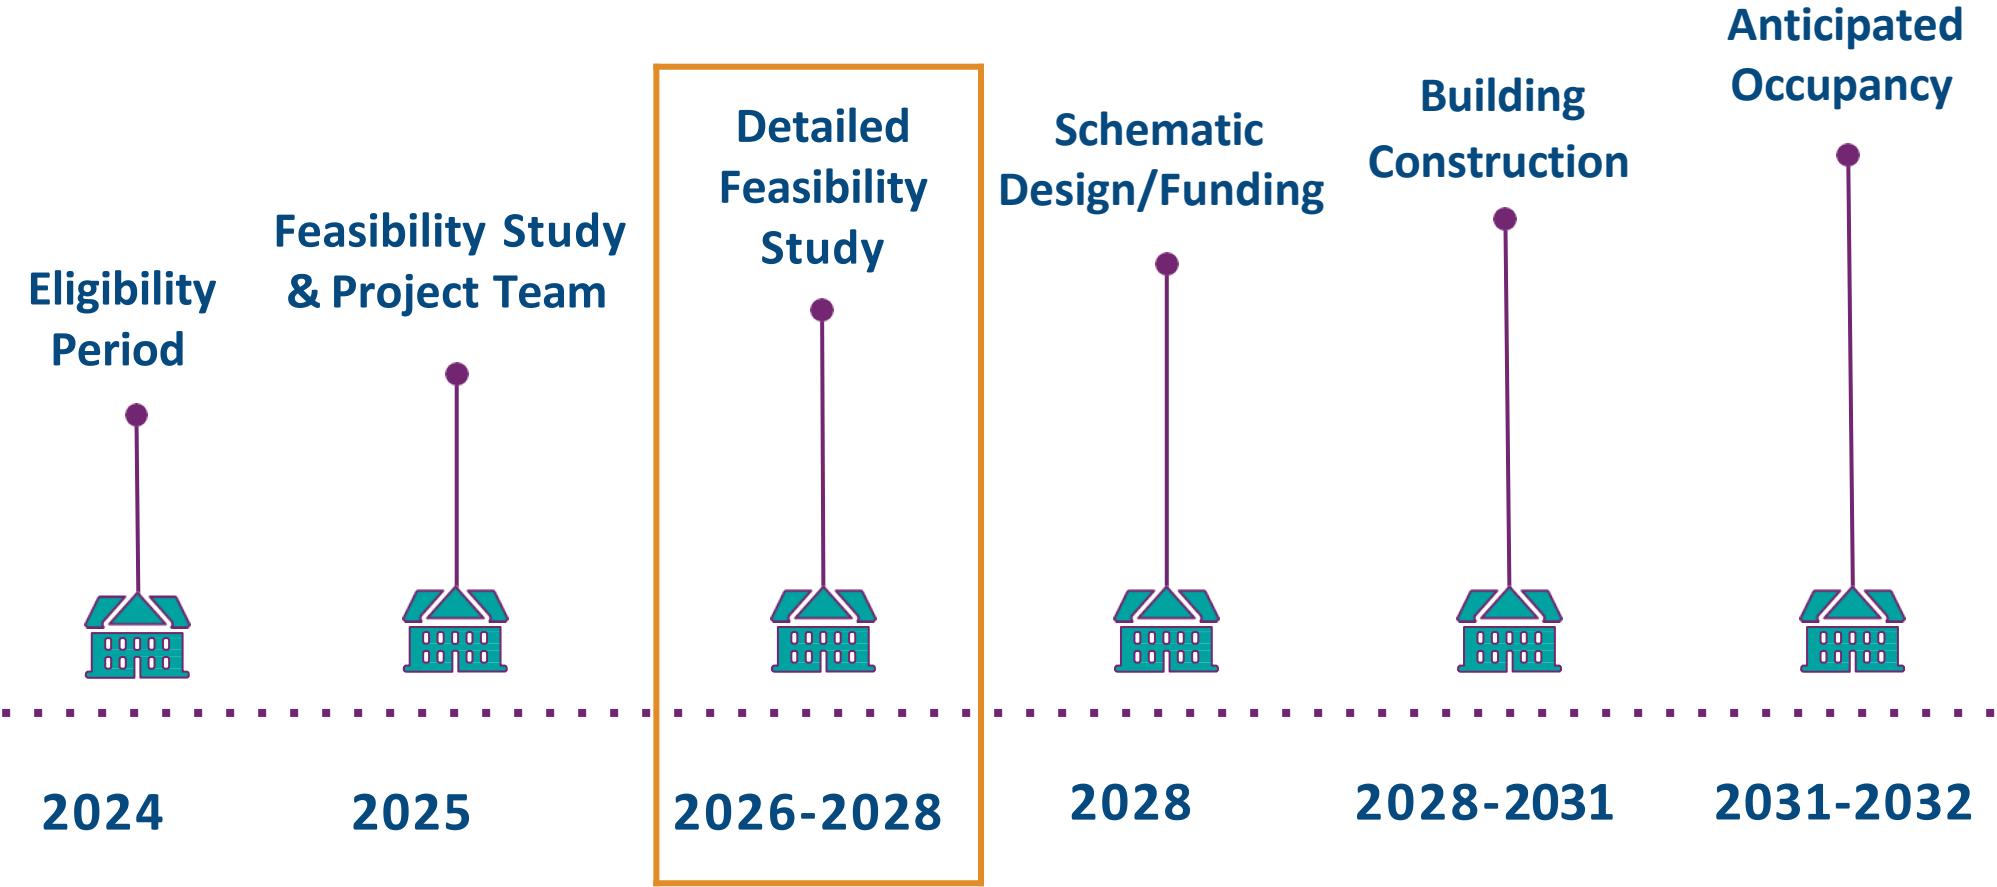 Eligibility
Period
Feasibility Study
& Project Team
Detailed
Feasibility
Study
Schematic
Design/Funding
Building
Construction
Anticipated
Occupancy
2024
2025
2026-2028
2028
2028-2031
2031-2032